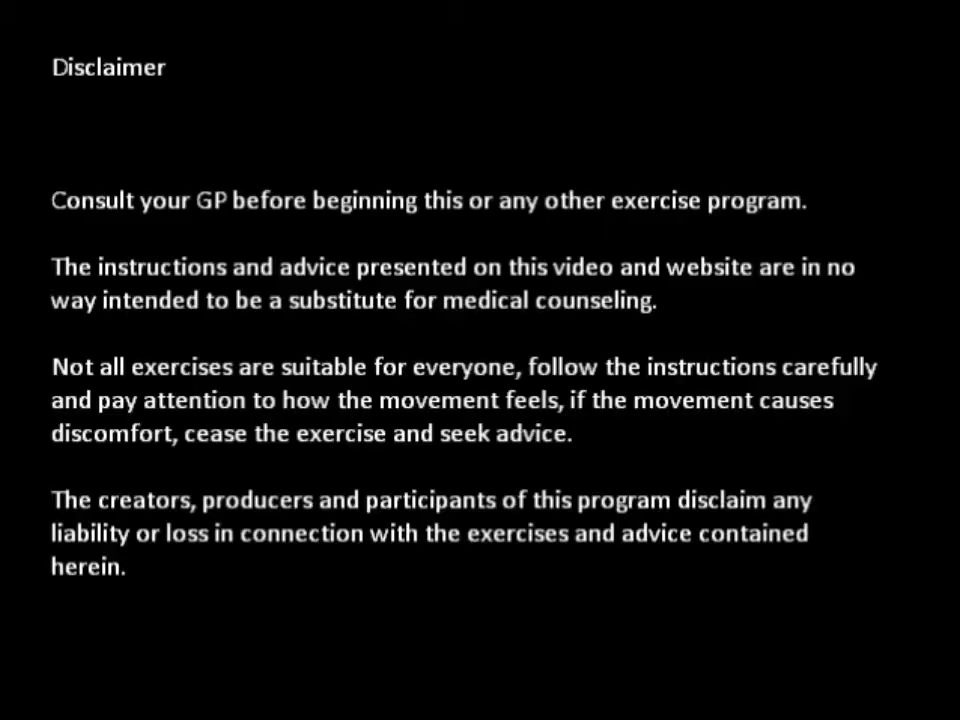 Disclaimer
Consult your GP before beginning this or any other exercise program.
The instructions and advice presented on this video and website are in no
way intended to be a substitute for medical counseling.
Not all exercises are suitable for everyone, follow the instructions carefully
and pay attention to how the movement feels, if the movement causes
discomfort, cease the exercise and seek advice.
The creators, producers and participants of this program disclaim any
liability or loss in connection with the exercises and advice contained
herein.